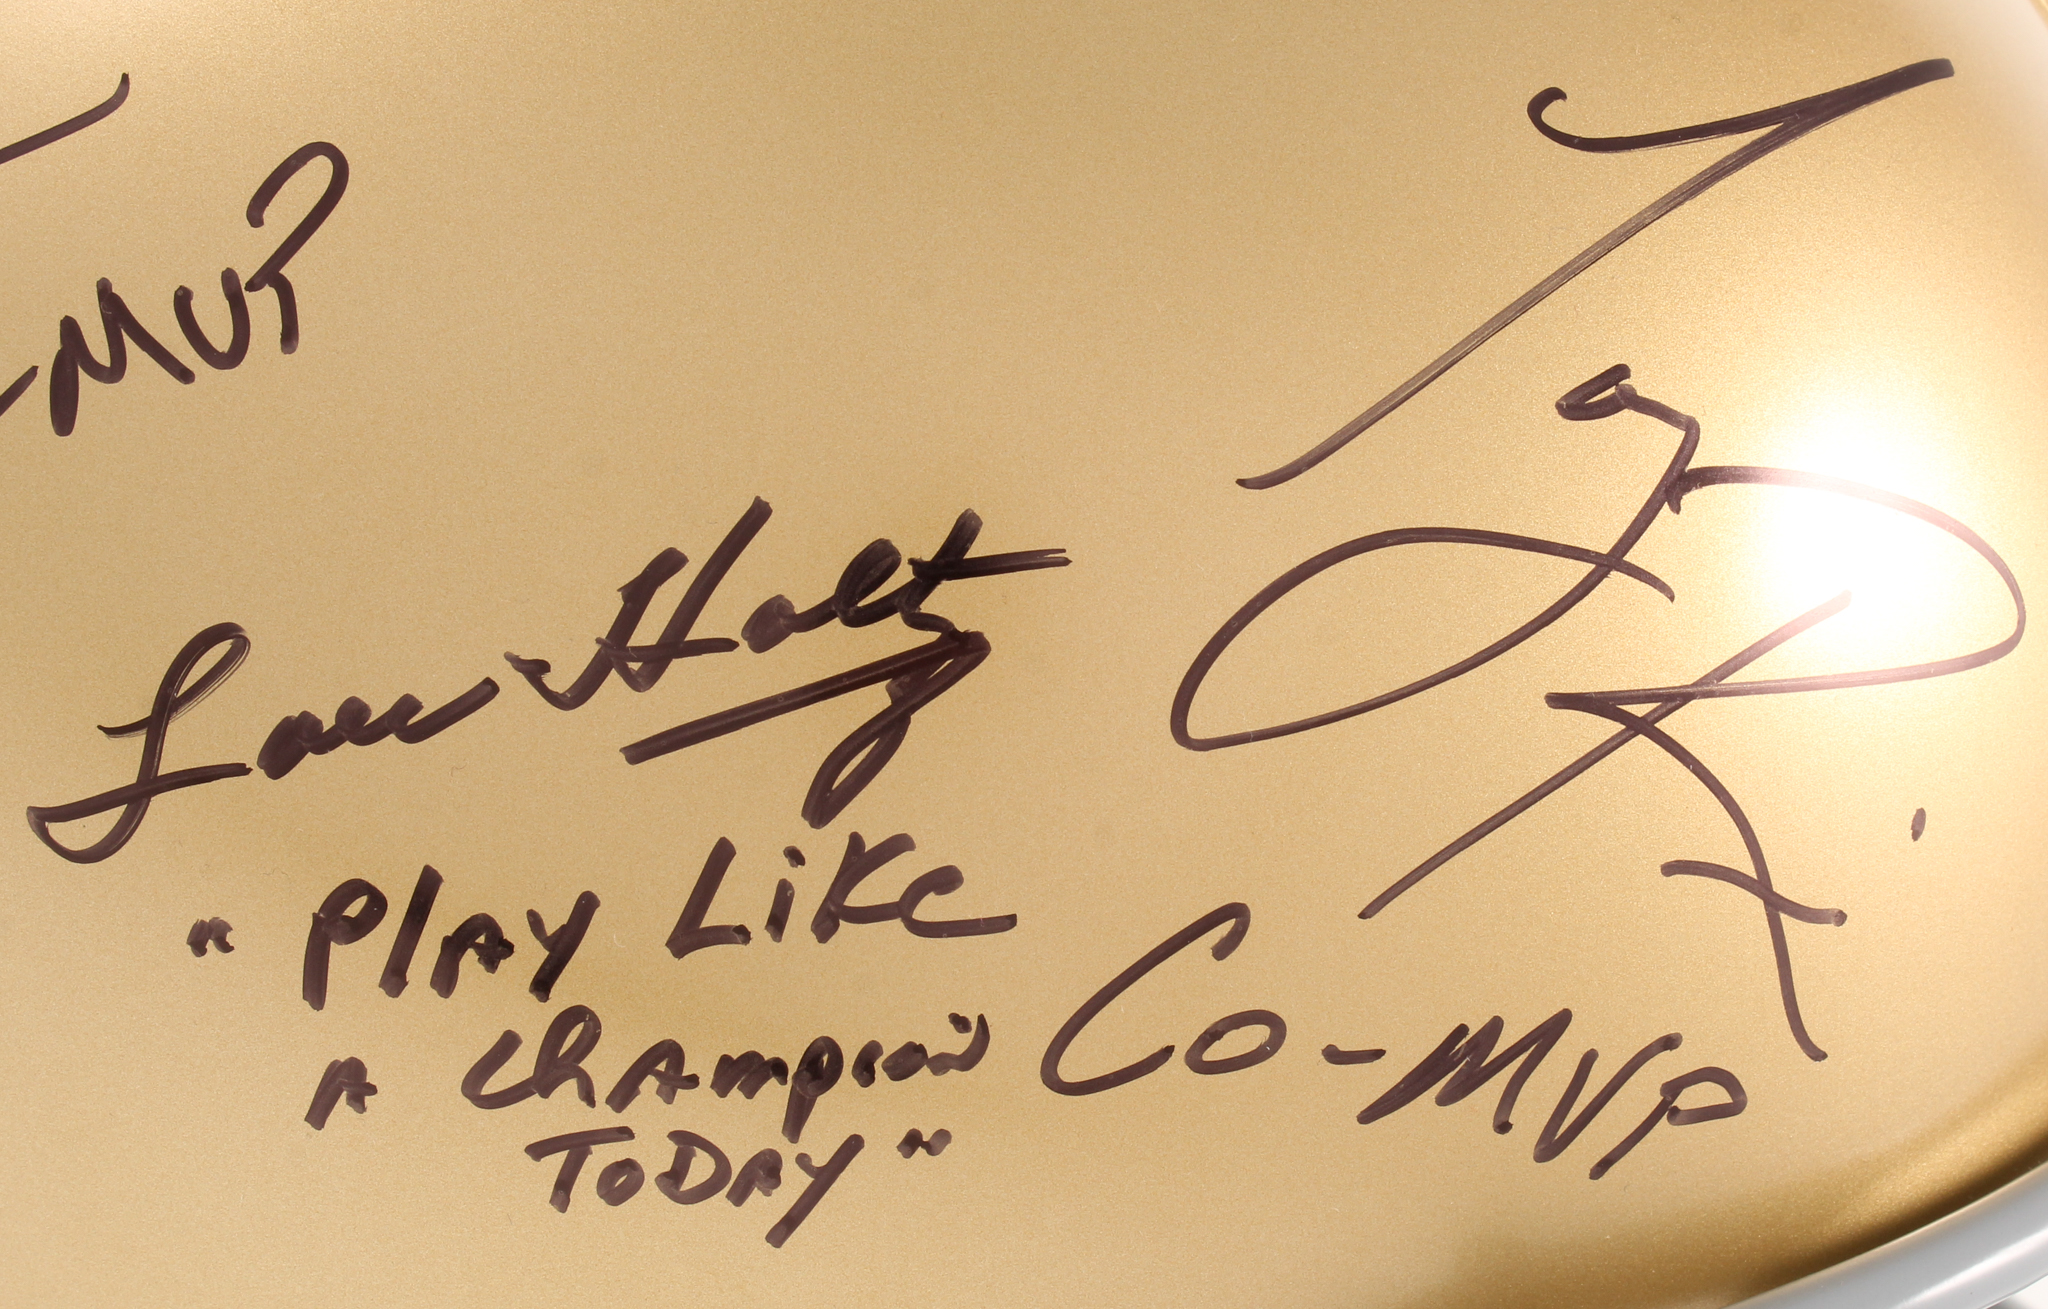 -MVP
Lou Holtz
"PLAY LIKE
A CHAMPION
TODAY"
Co-MVP